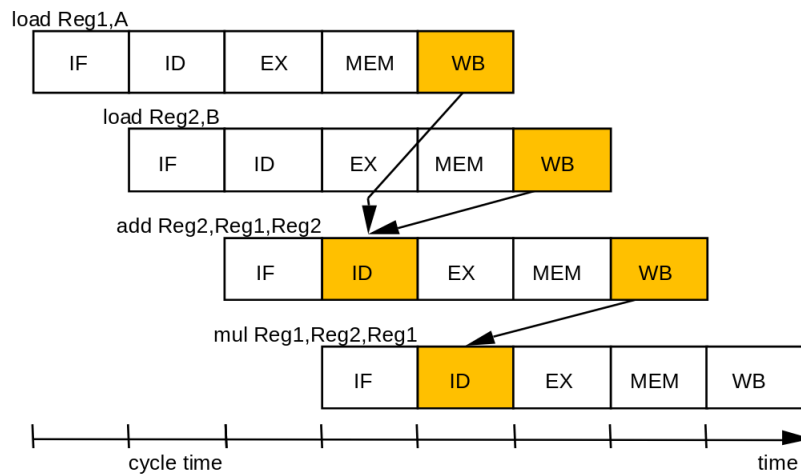 load Reg1,A
IF ID EX MEM WB
load Reg2,B
IF ID EX MEM WB
add Reg2,Reg1,Reg2
IF ID EX MEM WB
mul Reg1,Reg2,Reg1
IF ID EX MEM WB
cycle time time